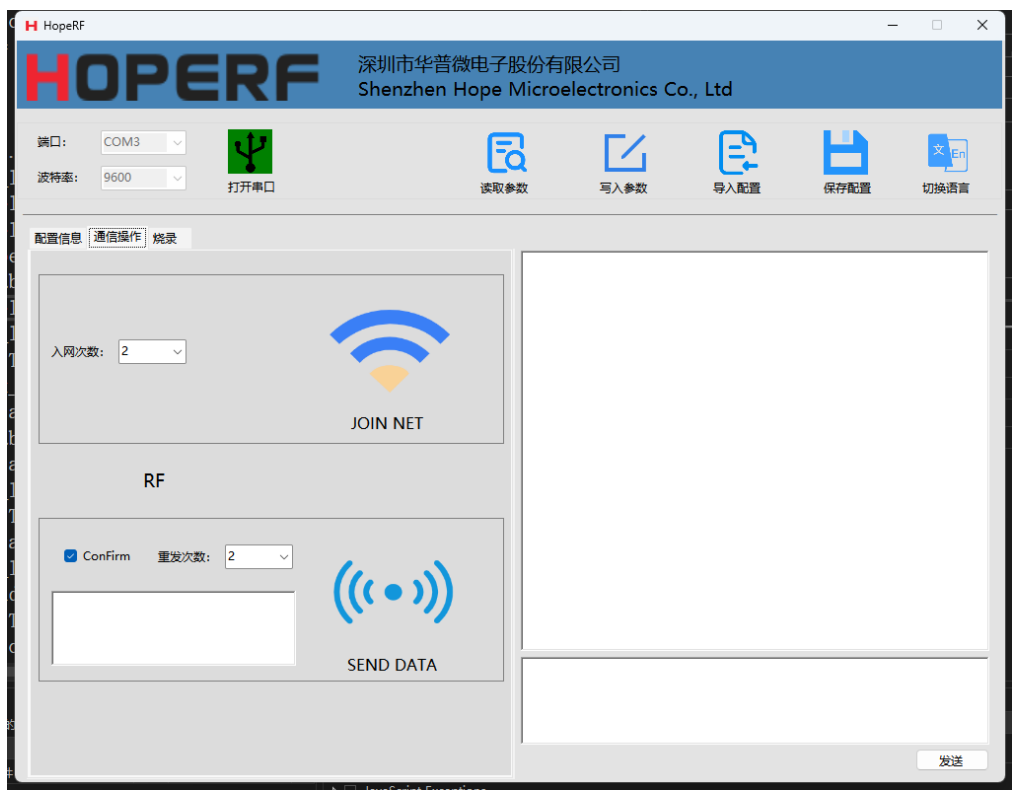 HopeRF
HOPERF
深圳市华普微电子股份有限公司
Shenzhen Hope Microelectronics Co., Ltd
端口: COM3
波特率: 9600
打开串口
读取参数
写入参数
导入配置
保存配置
文 En
切换语言
配置信息 通信操作 烧录
入网次数: 2
JOIN NET
RF
ConFirm 重发次数: 2
SEND DATA
发送
JavaScript Exceptions